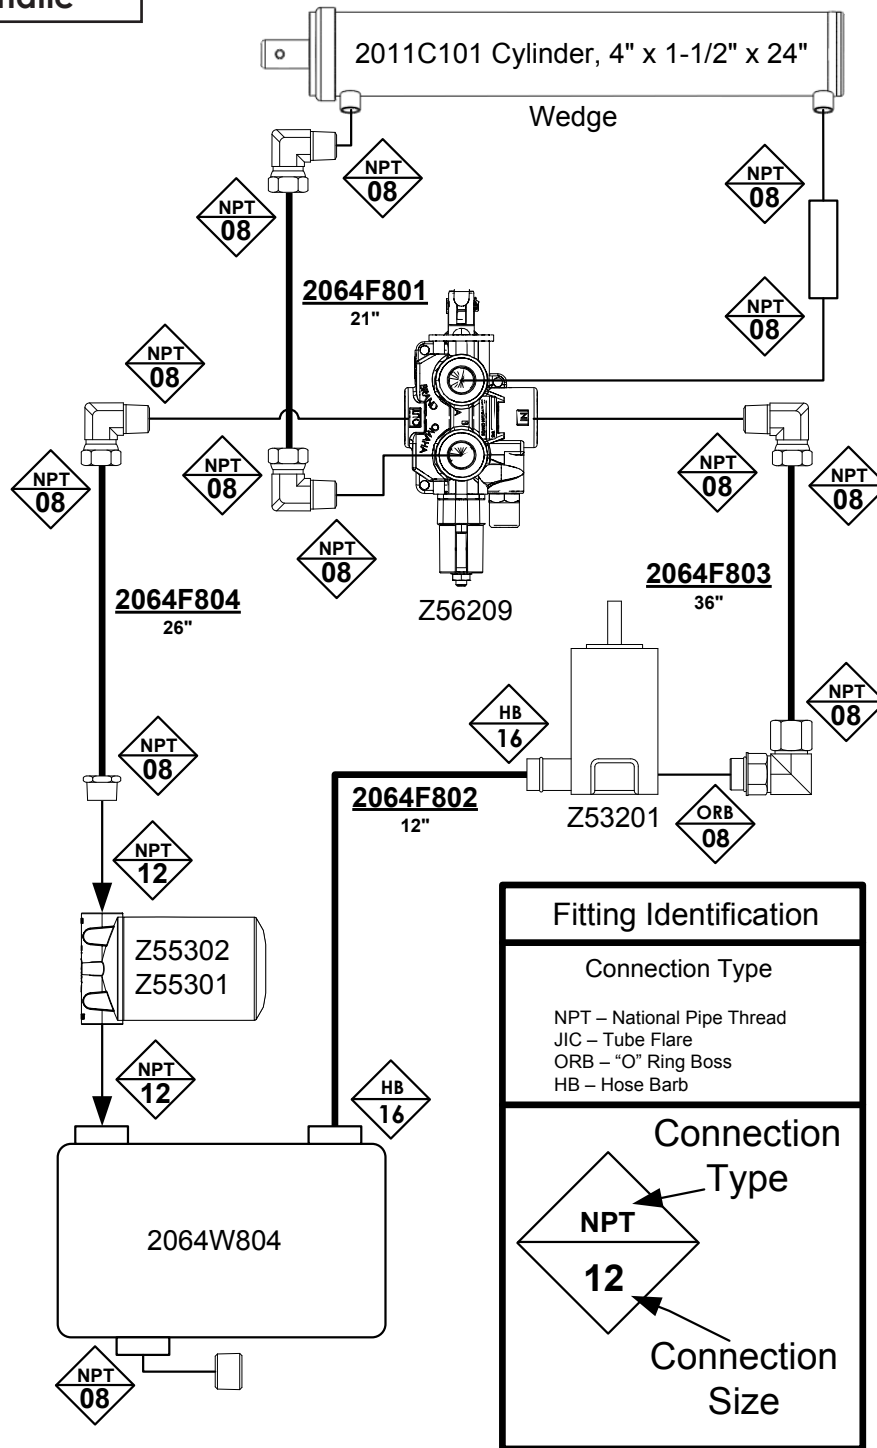 2011C101 Cylinder, 4" x 1-1/2" x 24"
Wedge
NPT
08
NPT
08
NPT
08
2064F801
21"
NPT
08
NPT
08
NPT
08
NPT
08
NPT
08
NPT
08
NPT
08
OUT
IN
A
OMAHA
2064F804
26"
Z56209
2064F803
36"
HB
16
NPT
08
NPT
08
2064F802
12"
Z53201
ORB
08
NPT
12
Z55302
Z55301
NPT
12
HB
16
2064W804
NPT
08
Fitting Identification
Connection Type
NPT – National Pipe Thread
JIC – Tube Flare
ORB – “O” Ring Boss
HB – Hose Barb
Connection
Type
NPT
12
Connection
Size